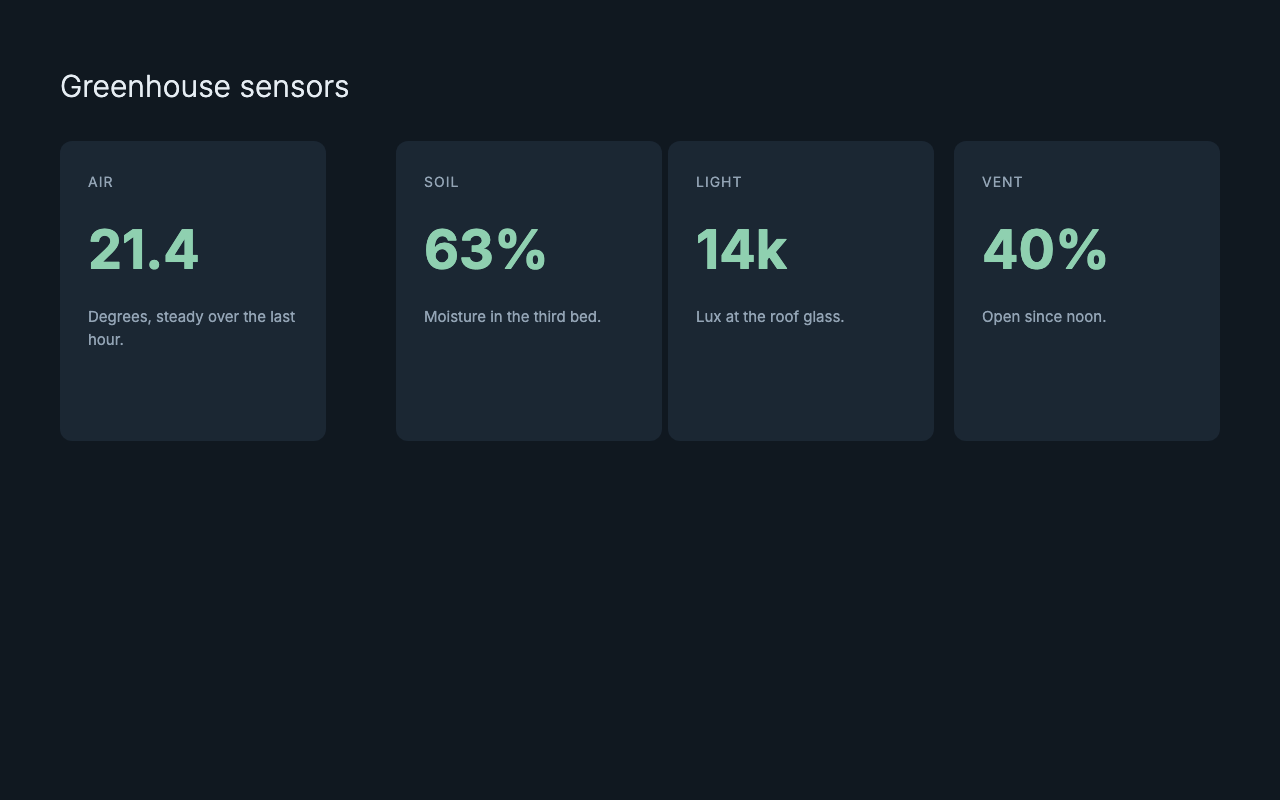 Greenhouse sensors
AIR
21.4
Degrees, steady over the last
hour.
SOIL
63%
Moisture in the third bed.
LIGHT
14k
Lux at the roof glass.
VENT
40%
Open since noon.